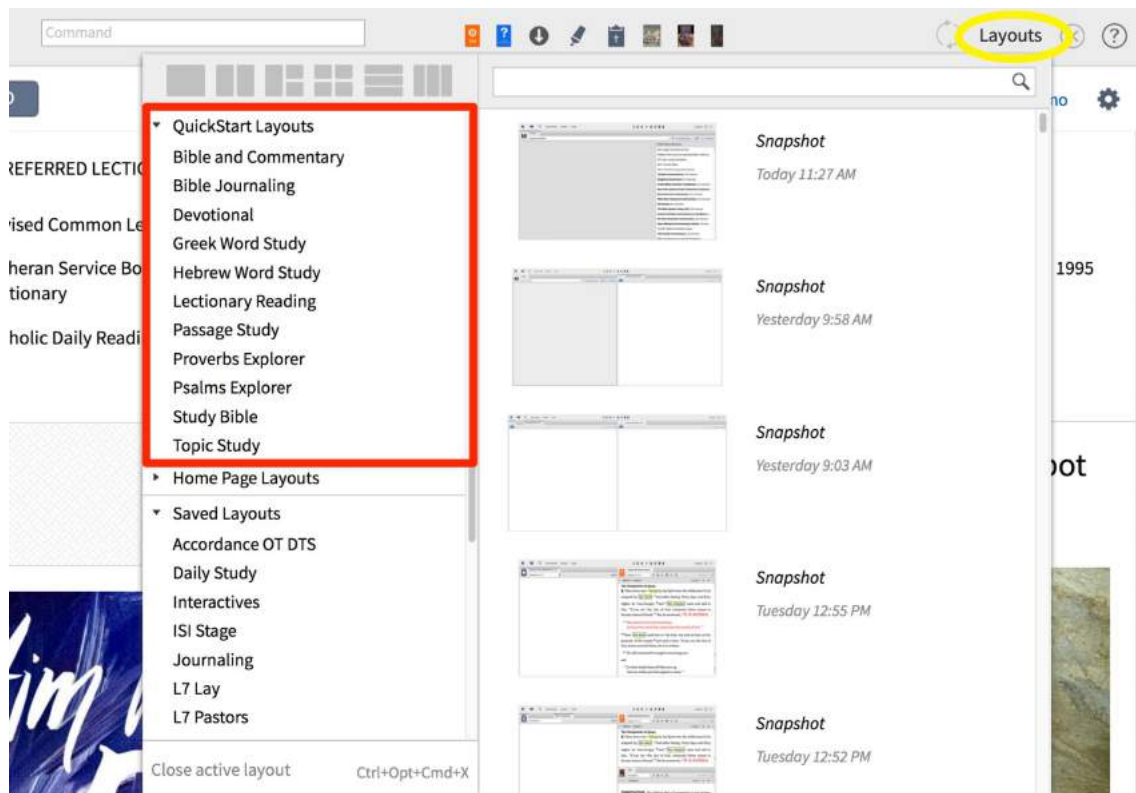 Command
Layouts
no
QuickStart Layouts
Bible and Commentary
Bible Journaling
Devotional
Greek Word Study
Hebrew Word Study
Lectionary Reading
Passage Study
Proverbs Explorer
Psalms Explorer
Study Bible
Topic Study
Home Page Layouts
Saved Layouts
Accordance OT DTS
Daily Study
Interactives
ISI Stage
Journaling
L7 Lay
L7 Pastors
Close active layout Ctrl+Opt+Cmd+X
Snapshot
Today 11:27 AM
Snapshot
Yesterday 9:58 AM
Snapshot
Yesterday 9:03 AM
Snapshot
Tuesday 12:55 PM
Snapshot
Tuesday 12:52 PM
REFERRED LECTIO
vised Common Le
heran Service Bo
tionary
holic Daily Readi
1995
oot
im